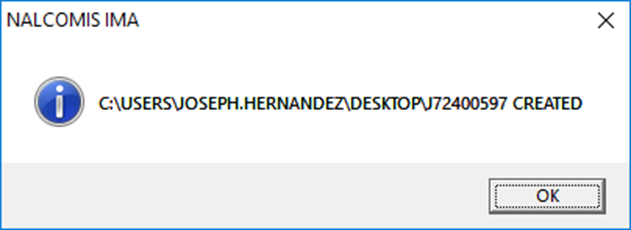 NALCOMIS IMA
C:\USERS\JOSEPH.HERNANDEZ\DESKTOP\J72400597 CREATED
OK